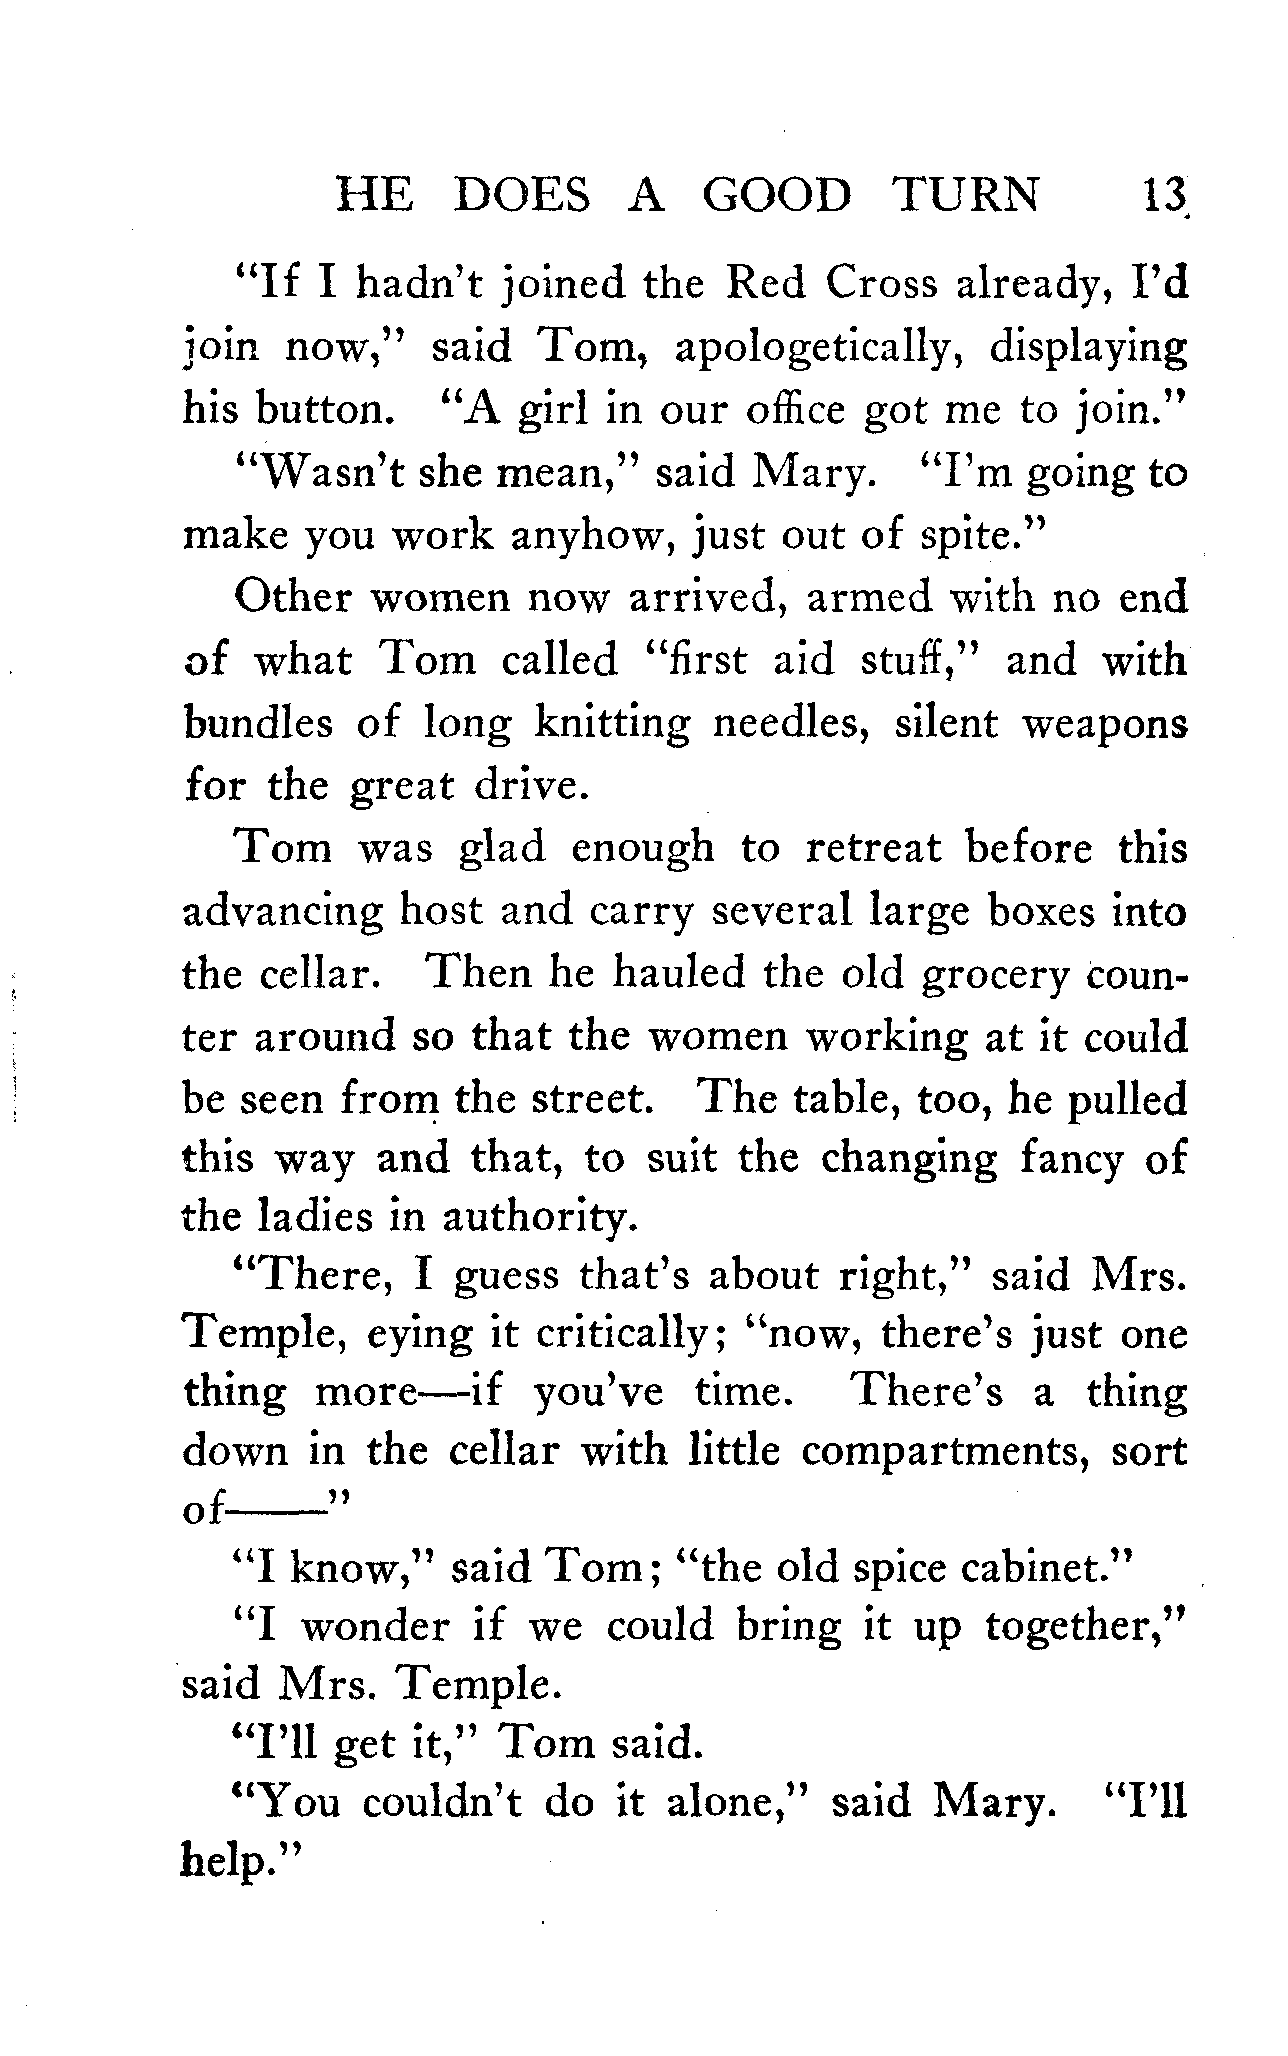 HE DOES A GOOD TURN 13
“If I hadn’t joined the Red Cross already, I’d
join now,” said Tom, apologetically, displaying
his button. “A girl in our office got me to join.”
“Wasn’t she mean,” said Mary. “I’m going to
make you work anyhow, just out of spite.”
Other women now arrived, armed with no end
of what Tom called “first aid stuff,” and with
bundles of long knitting needles, silent weapons
for the great drive.
Tom was glad enough to retreat before this
advancing host and carry several large boxes into
the cellar. Then he hauled the old grocery coun-
ter around so that the women working at it could
be seen from the street. The table, too, he pulled
this way and that, to suit the changing fancy of
the ladies in authority.
“There, I guess that’s about right,” said Mrs.
Temple, eying it critically; “now, there’s just one
thing more—if you’ve time. There’s a thing
down in the cellar with little compartments, sort
of——”
“I know,” said Tom; “the old spice cabinet.”
“I wonder if we could bring it up together,”
said Mrs. Temple.
“I’ll get it,” Tom said.
“You couldn’t do it alone,” said Mary. “I’ll
help.”